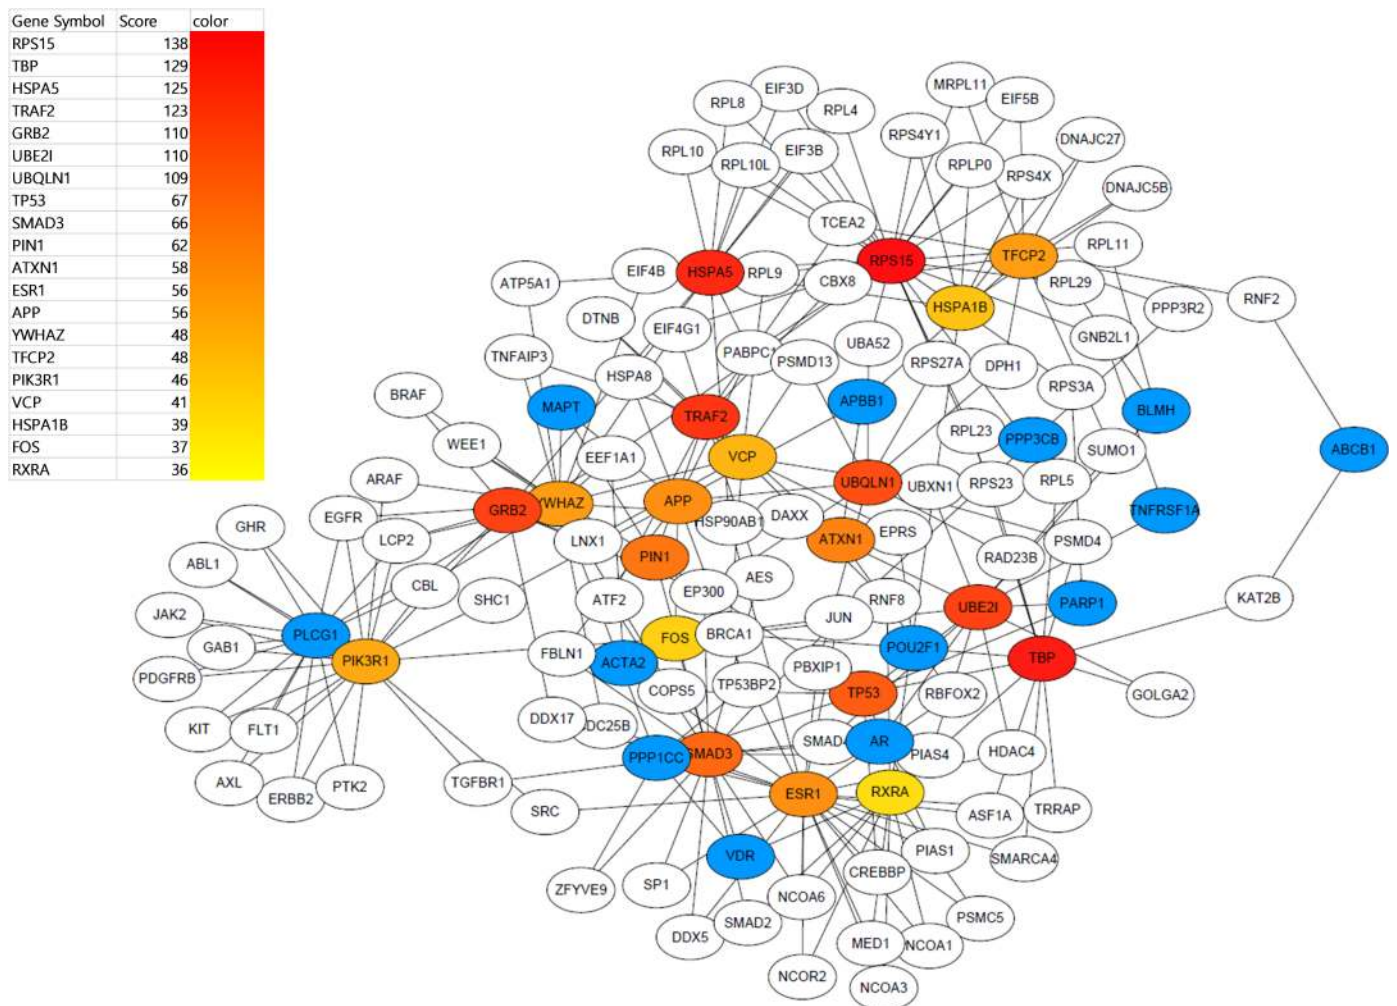 Gene Symbol Score color
RPS15 138
TBP 129
HSPA5 125
TRAF2 123
GRB2 110
UBE2I 110
UBQLN1 109
TP53 67
SMAD3 66
PIN1 62
ATXN1 58
ESR1 56
APP 56
YWHAZ 48
TFCP2 48
PIK3R1 46
VCP 41
HSPA1B 39
FOS 37
RXRA 36
MRPL11
EIF3D
RPL8
EIF5B
RPL4
RPS4Y1
DNAJC27
RPL10
EIF3B
RPL10L
RPLP0
RPS4X
DNAJC5B
TCEA2
RPL11
RPS15
TFCP2
HSPA5
EIF4B
RPL9
CBX8
ATP5A1
RPL29
RNF2
PPP3R2
HSPA1B
DTNB
EIF4G1
GNB2L1
UBA52
TNFAIP3
PSMD13
RPS27A
DPH1
HSPA8
RPS3A
BRAF
MAPT
APBB1
BLMH
TRAF2
WEE1
RPL23
PPP3CB
SUMO1
ABCB1
EEF1A1
VCP
ARAF
UBQLN1
UBXN1
RPS23
RPL5
APP
YWHAZ
GRB2
TNFRSF1A
EGFR
GHR
HSP90AB1
DAXX
LCP2
LNX1
ATXN1
EPRS
PSMD4
PIN1
RAD23B
ABL1
CBL
AES
EP300
KAT2B
SHC1
ATF2
RNF8
PARP1
UBE2I
JAK2
JUN
PLCG1
FOS
BRCA1
GAB1
POU2F1
FBLN1
TBP
PIK3R1
ACTA2
PBXIP1
PDGFRB
COPS5
TP53BP2
TP53
RBFOX2
GOLGA2
DDX17
KIT
FLT1
SMAD3
AR
PIAS4
HDAC4
PPP1CC
AXL
TGFBR1
PTK2
ESR1
RXRA
ERBB2
SRC
ASF1A
TRRAP
PIAS1
VDR
SMARCA4
CREBBP
ZFYVE9
SP1
NCOA6
PSMC5
SMAD2
DDX5
MED1
NCOA1
NCOR2
NCOA3